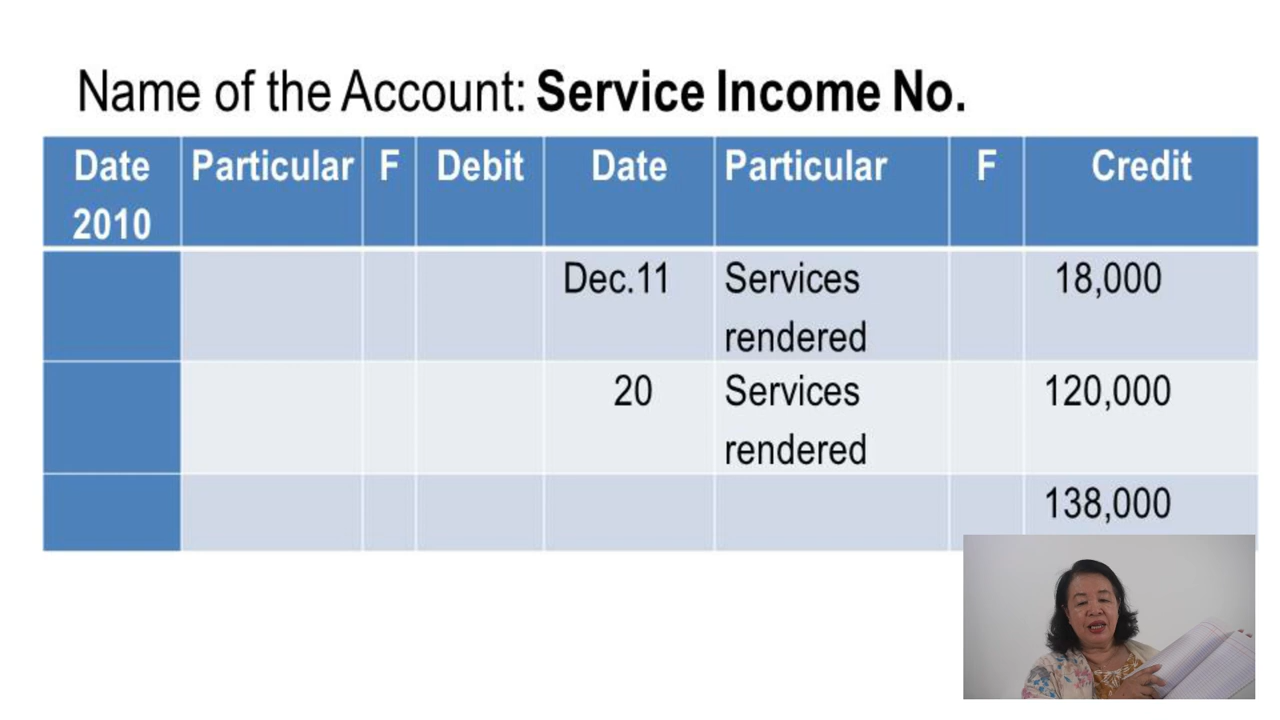 Name of the Account: Service Income No.
Date Particular F Debit Date Particular F Credit
2010
Dec.11 Services 18,000
rendered
20 Services 120,000
rendered
138,000